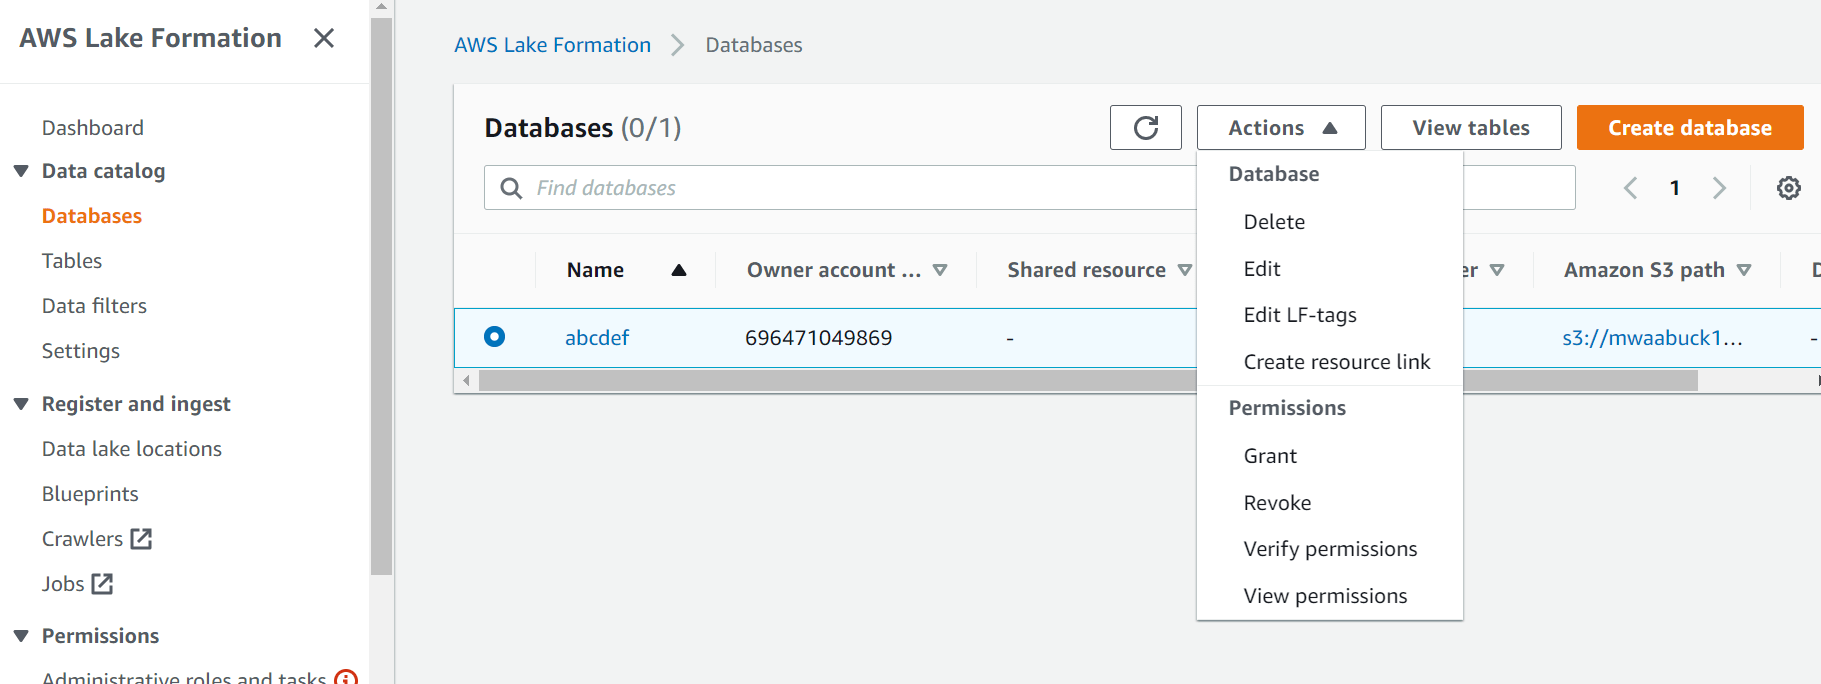 AWS Lake Formation
Dashboard
Data catalog
Databases
Tables
Data filters
Settings
Register and ingest
Data lake locations
Blueprints
Crawlers
Jobs
Permissions
Administrative roles and tasks
AWS Lake Formation > Databases
Databases (0/1)
Actions
View tables
Create database
Find databases
1
Name
Owner account ...
Shared resource
er
Amazon S3 path
D
abcdef
696471049869
-
s3://mwaabuck1...
-
Database
Delete
Edit
Edit LF-tags
Create resource link
Permissions
Grant
Revoke
Verify permissions
View permissions